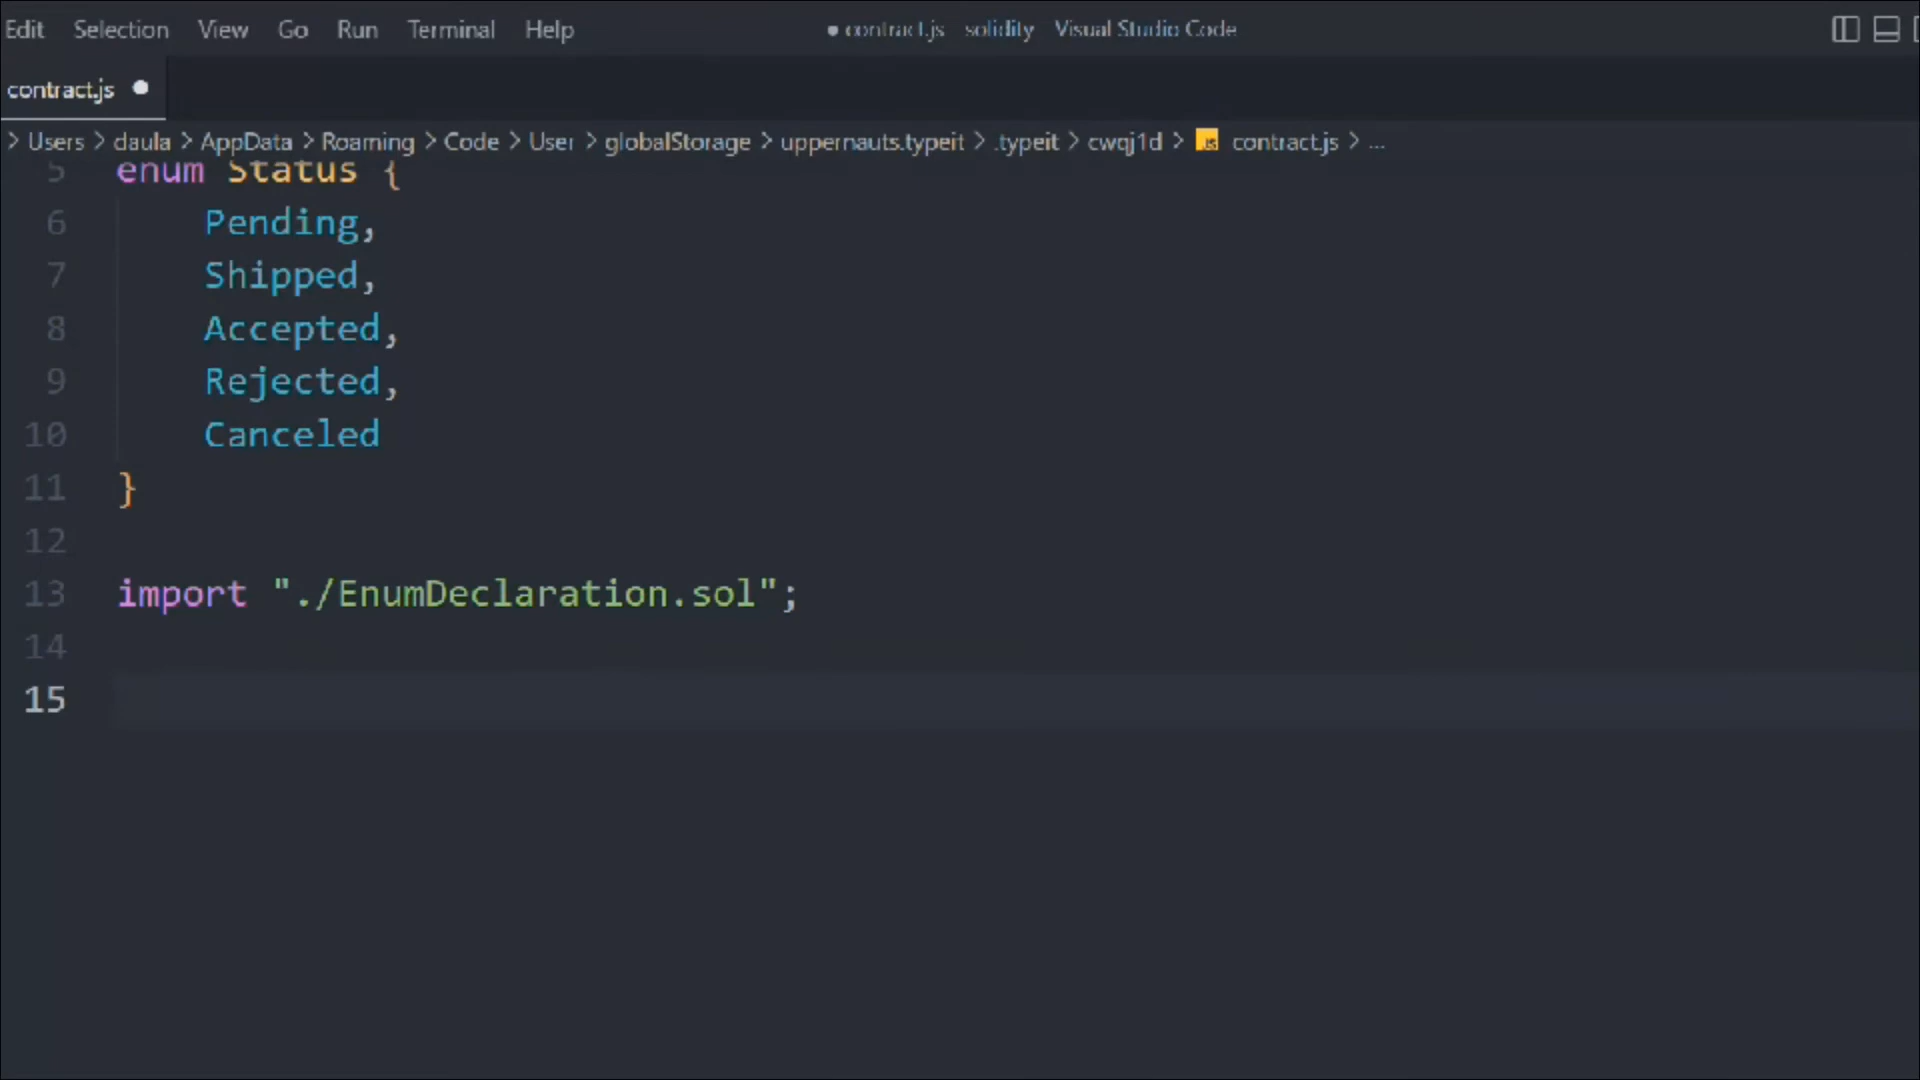 Edit Selection View Go Run Terminal Help ● contract.js solidity Visual Studio Code
contract.js ●
> Users > daula > AppData > Roaming > Code > User > globalStorage > uppernauts.typeit > .typeit > cwqj1d > JS contract.js > ...
5 enum Status {
6 Pending,
7 Shipped,
8 Accepted,
9 Rejected,
10 Canceled
11 }
12
13 import "./EnumDeclaration.sol";
14
15